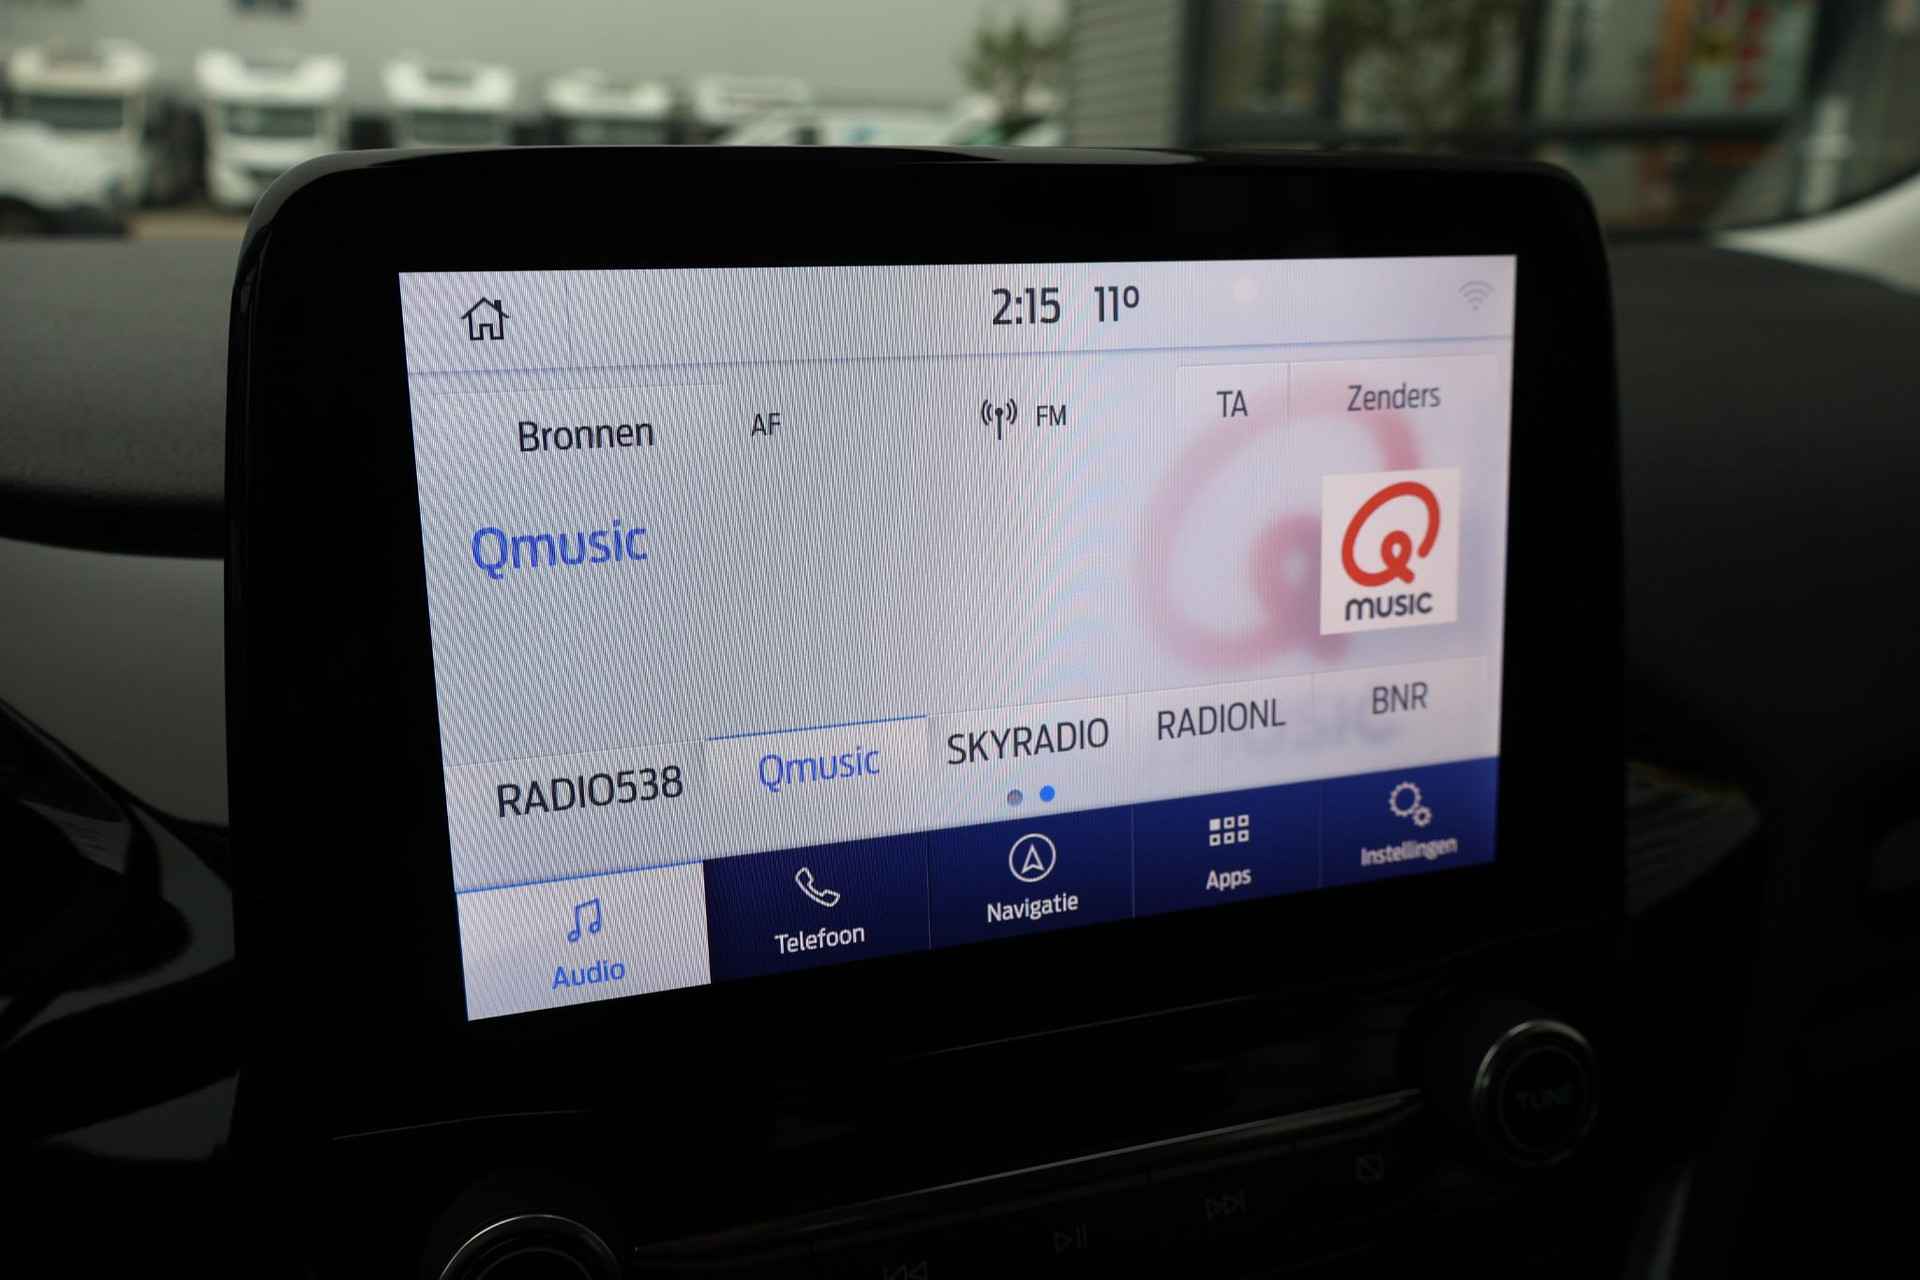 2:15 11º
Bronnen AF FM TA Zenders
Qmusic
Q
MUSIC
RADIO538 Qmusic SKYRADIO RADIONL BNR
Audio Telefoon Navigatie Apps Instellingen
TUNE